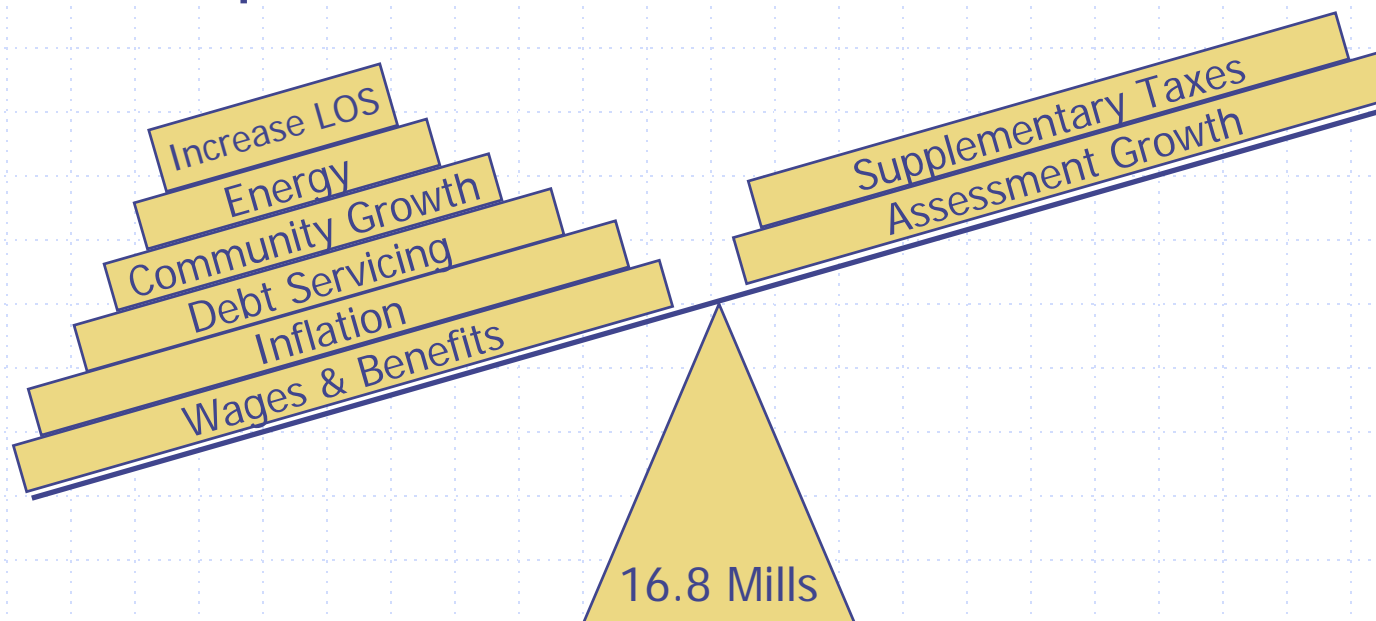 Increase LOS
Energy
Community Growth
Debt Servicing
Inflation
Wages & Benefits
Supplementary Taxes
Assessment Growth
16.8 Mills